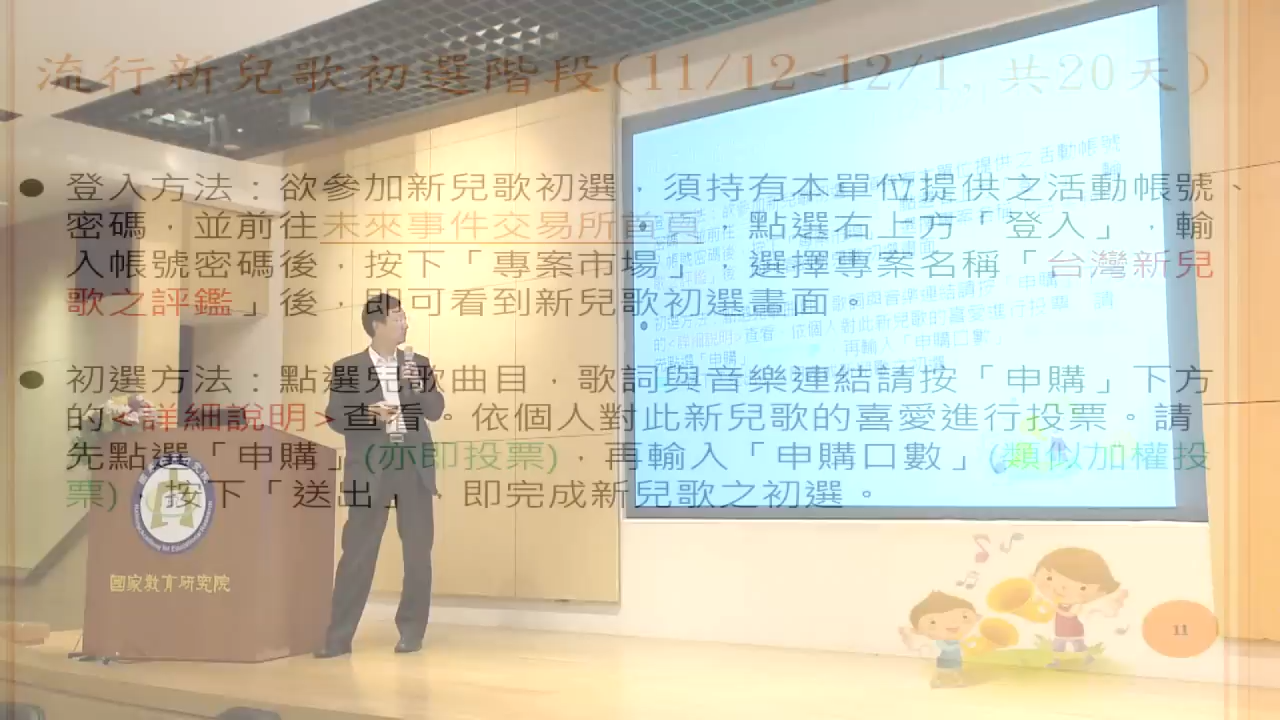 流行新兒歌初選階段(11/12~12/1, 共20天)
● 登入方法：欲參加新兒歌初選，須持有本單位提供之活動帳號、
密碼，並前往未來事件交易所首頁，點選右上方「登入」，輸
入帳號密碼後，按下「專案市場」，選擇專案名稱「台灣新兒
歌之評鑑」後，即可看到新兒歌初選畫面。
● 初選方法：點選兒歌曲目，歌詞與音樂連結請按「申購」下方
的<詳細說明>查看。依個人對此新兒歌的喜愛進行投票。請
先點選「申購」(亦即投票)，再輸入「申購口數」(類似加權投
票)，按下「送出」，即完成新兒歌之初選。
國家教育研究院
11